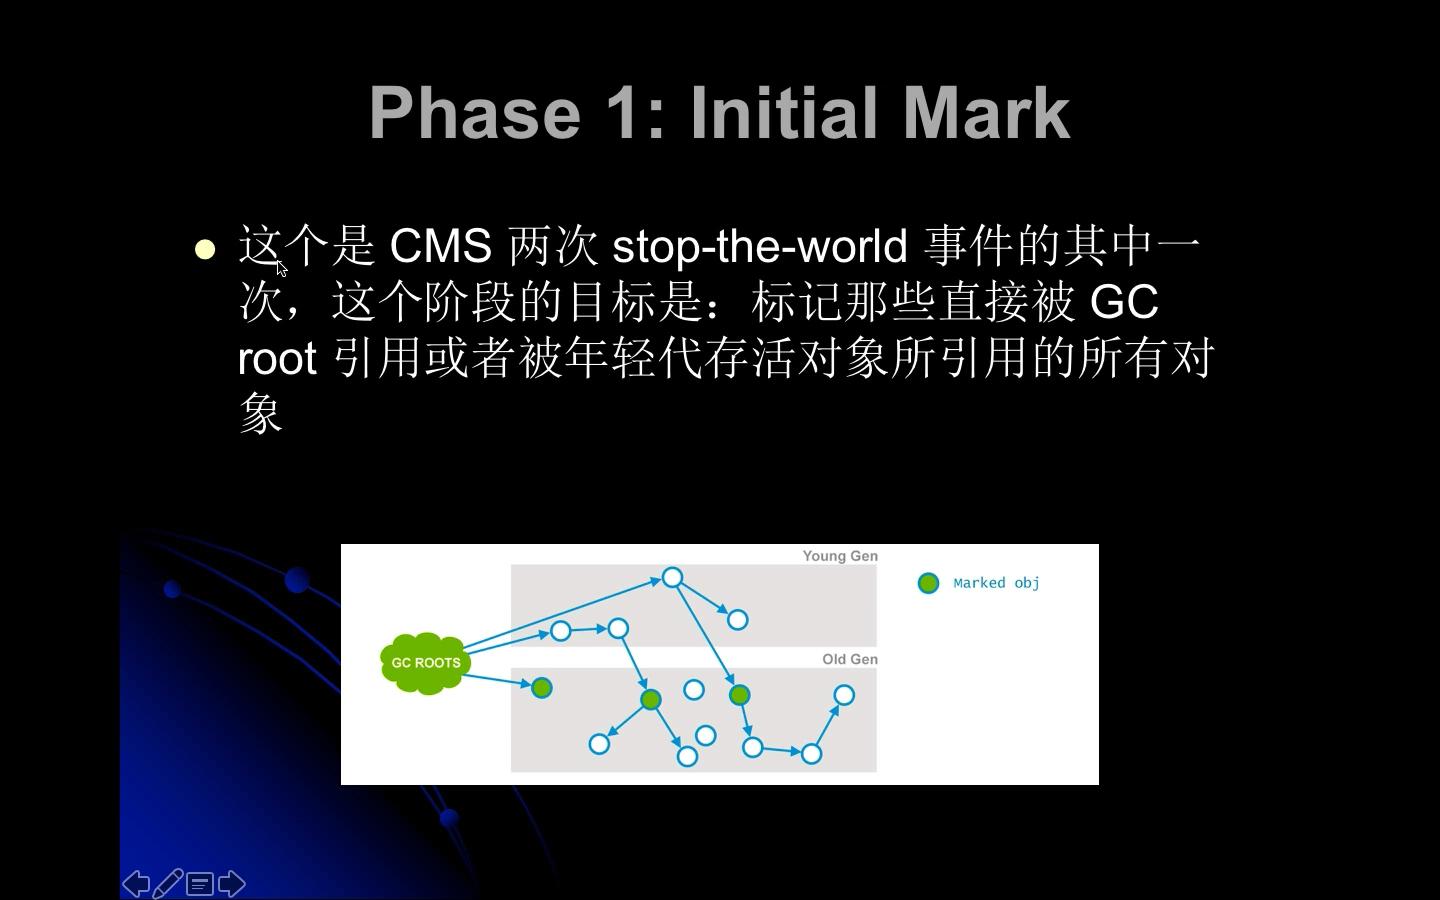 Phase 1: Initial Mark
这个是 CMS 两次 stop-the-world 事件的其中一
次，这个阶段的目标是：标记那些直接被 GC
root 引用或者被年轻代存活对象所引用的所有对
象
Young Gen
Marked obj
Old Gen
GC ROOTS